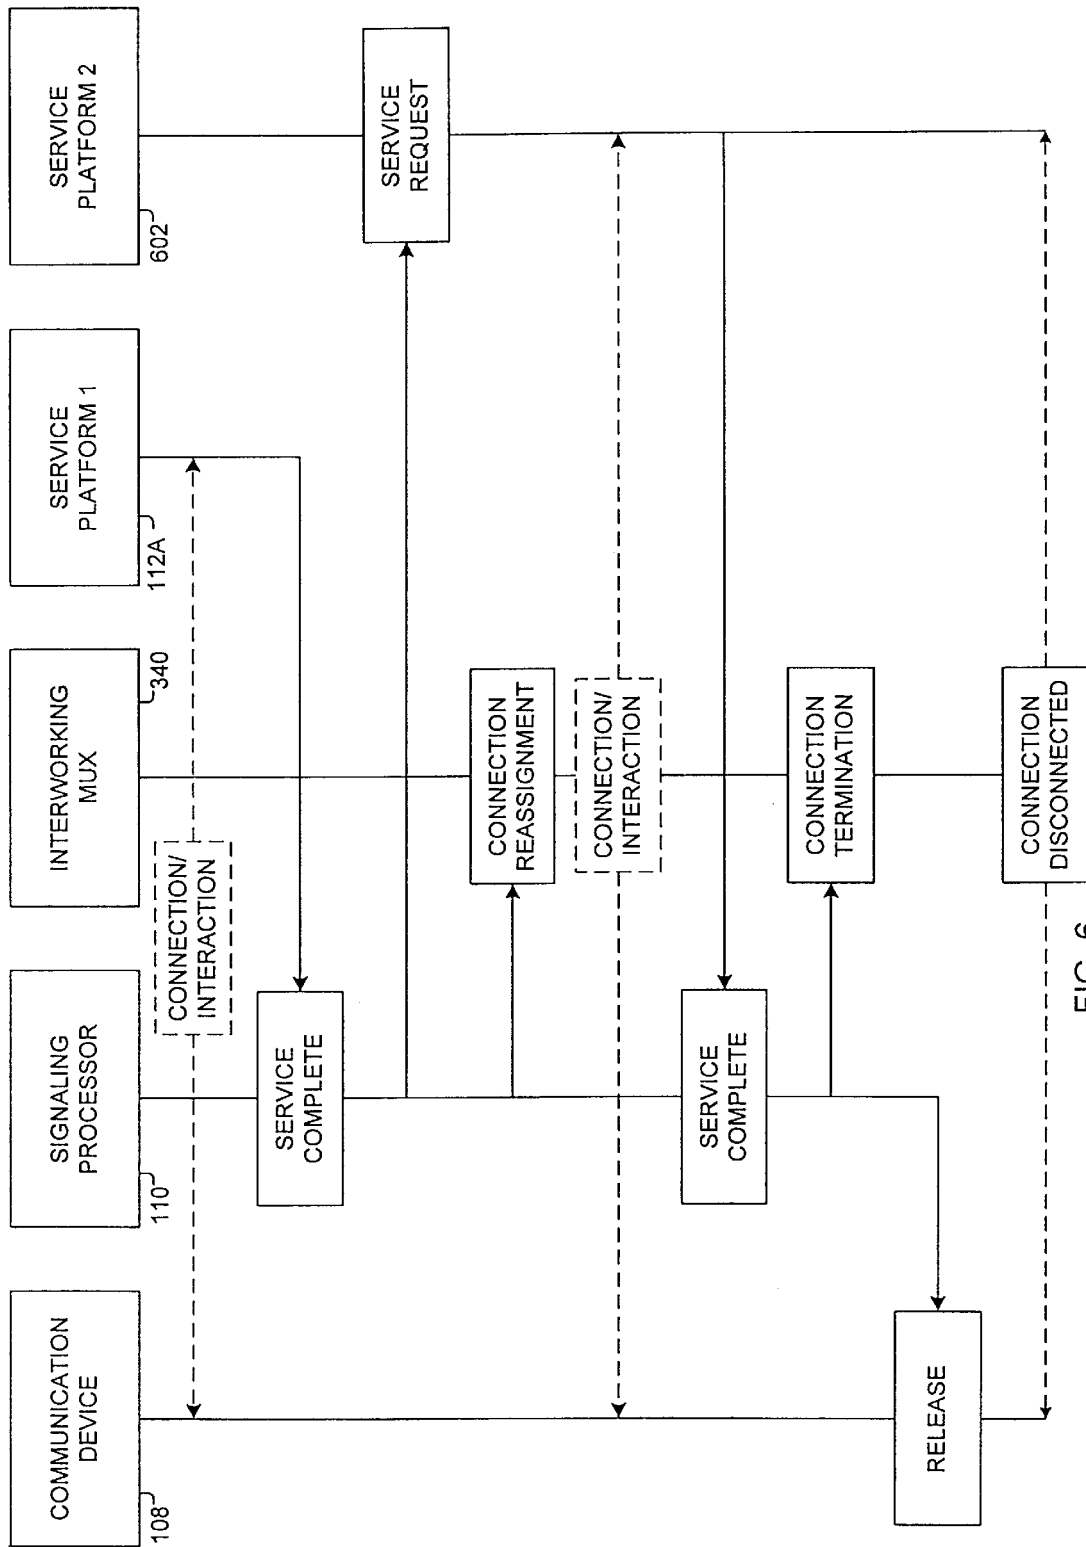 COMMUNICATION
DEVICE
108
SIGNALING
PROCESSOR
110
INTERWORKING
MUX
340
SERVICE
PLATFORM 1
112A
SERVICE
PLATFORM 2
602
CONNECTION/
INTERACTION
SERVICE
COMPLETE
SERVICE
REQUEST
CONNECTION
REASSIGNMENT
CONNECTION/
INTERACTION
SERVICE
COMPLETE
CONNECTION
TERMINATION
RELEASE
CONNECTION
DISCONNECTED
FIG. 6